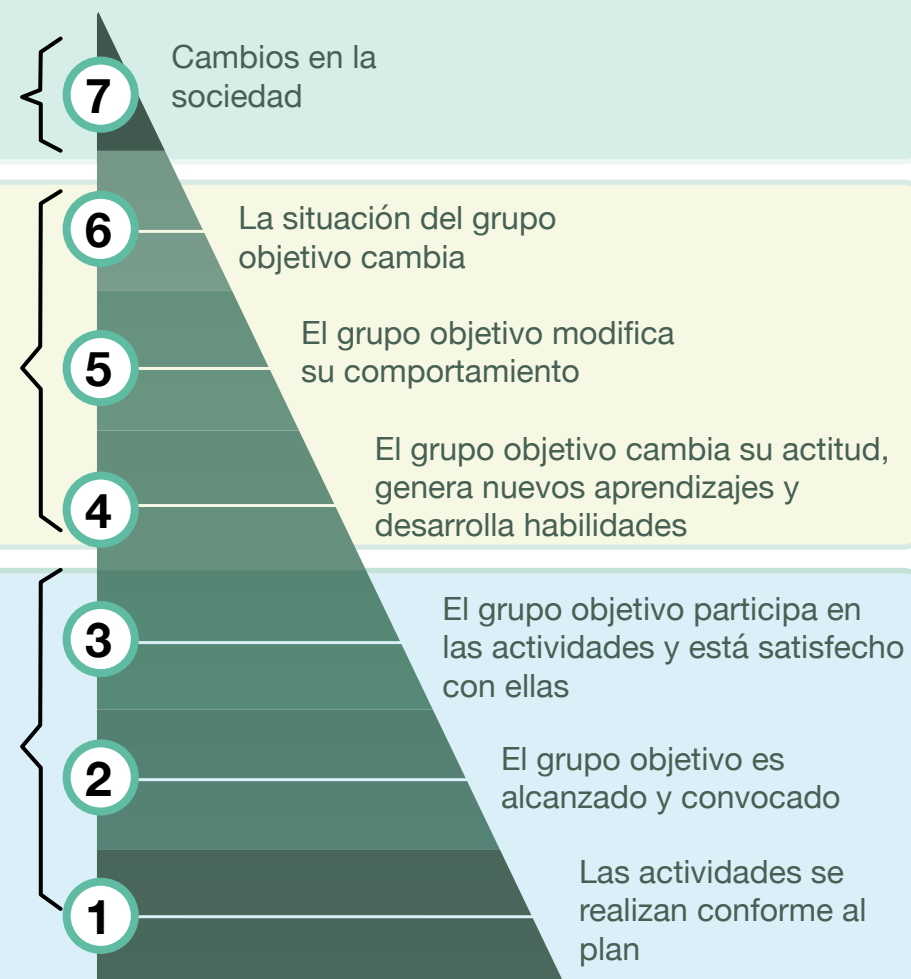 7
Cambios en la
sociedad
6
La situación del grupo
objetivo cambia
5
El grupo objetivo modifica
su comportamiento
4
El grupo objetivo cambia su actitud,
genera nuevos aprendizajes y
desarrolla habilidades
3
El grupo objetivo participa en
las actividades y está satisfecho
con ellas
2
El grupo objetivo es
alcanzado y convocado
1
Las actividades se
realizan conforme al
plan